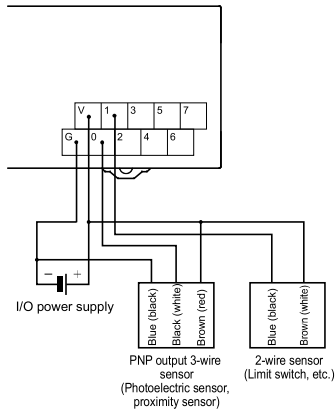 V 1 3 5 7
G 0 2 4 6
− +
I/O power supply
Blue (black)
Black (white)
Brown (red)
Blue (black)
Brown (white)
PNP output 3-wire
sensor
(Photoelectric sensor,
proximity sensor)
2-wire sensor
(Limit switch, etc.)